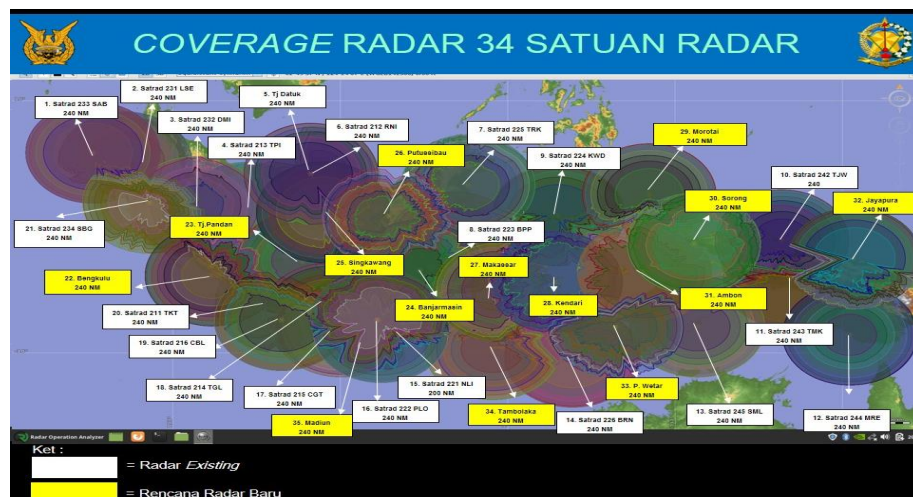 COVERAGE RADAR 34 SATUAN RADAR
1. Satrad 233 SAB
240 NM
2. Satrad 231 LSE
240 NM
3. Satrad 232 DMI
240 NM
4. Satrad 213 TPI
240 NM
5. Tj Datuk
240 NM
6. Satrad 212 RNI
240 NM
26. Putussibau
240 NM
7. Satrad 225 TRK
240 NM
9. Satrad 224 KWD
240 NM
29. Morotai
240 NM
10. Satrad 242 TJW
240
30. Sorong
240 NM
32. Jayapura
240 NM
21. Satrad 234 SBG
240 NM
23. Tj.Pandan
240 NM
8. Satrad 223 BPP
240 NM
22. Bengkulu
240 NM
25. Singkawang
240 NM
27. Makassar
240 NM
24. Banjarmasin
240 NM
28. Kendari
240 NM
31. Ambon
240 NM
20. Satrad 211 TKT
240 NM
11. Satrad 243 TMK
240 NM
19. Satrad 216 CBL
240 NM
18. Satrad 214 TGL
240 NM
17. Satrad 215 CGT
240 NM
15. Satrad 221 NLI
200 NM
33. P. Wetar
240 NM
35. Madiun
240 NM
16. Satrad 222 PLO
240 NM
34. Tambolaka
240 NM
14. Satrad 226 BRN
240 NM
13. Satrad 245 SML
240 NM
12. Satrad 244 MRE
240 NM
Radar Operation Analyzer
Ket :
= Radar Existing
= Rencana Radar Baru